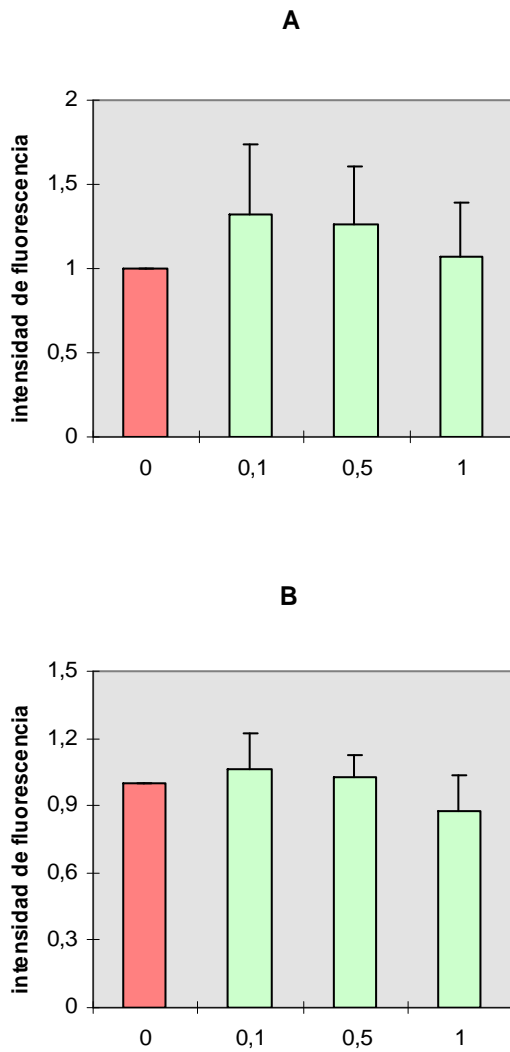 A
intensidad de fluorescencia
2
1,5
1
0,5
0
0 0,1 0,5 1
B
intensidad de fluorescencia
1,5
1,2
0,9
0,6
0,3
0
0 0,1 0,5 1